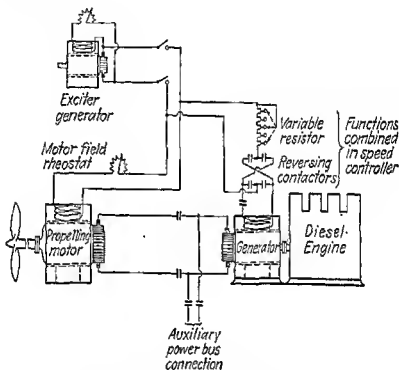 Exciter
generator
Motor field
rheostat
Variable
resistor
Reversing
contactors
Functions
combined
in speed
controller
Propelling
motor
Generator
Diesel-
Engine
Auxiliary
power bus
connection